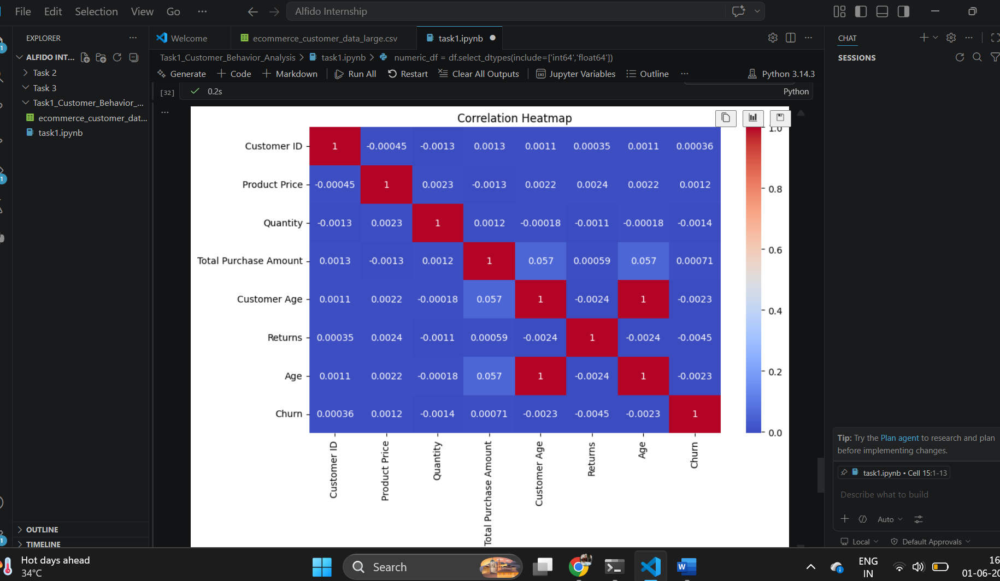 File Edit Selection View Go ···
Alfido Internship
EXPLORER ···
ALFIDO INT...
Task 2
Task 3
Task1_Customer_Behavior_...
ecommerce_customer_dat...
task1.ipynb
OUTLINE
TIMELINE
Welcome
ecommerce_customer_data_large.csv
task1.ipynb
···
Task1_Customer_Behavior_Analysis > task1.ipynb > numeric_df = df.select_dtypes(include=['int64','float64'])
Generate + Code + Markdown Run All Restart Clear All Outputs Jupyter Variables Outline ··· Python 3.14.3
[32] 0.2s Python
···
Correlation Heatmap
Customer ID 1 -0.00045 -0.0013 0.0013 0.0011 0.00035 0.0011 0.00036
Product Price -0.00045 1 0.0023 -0.0013 0.0022 0.0024 0.0022 0.0012
Quantity -0.0013 0.0023 1 0.0012 -0.00018 -0.0011 -0.00018 -0.0014
Total Purchase Amount 0.0013 -0.0013 0.0012 1 0.057 0.00059 0.057 0.00071
Customer Age 0.0011 0.0022 -0.00018 0.057 1 -0.0024 1 -0.0023
Returns 0.00035 0.0024 -0.0011 0.00059 -0.0024 1 -0.0024 -0.0045
Age 0.0011 0.0022 -0.00018 0.057 1 -0.0024 1 -0.0023
Churn 0.00036 0.0012 -0.0014 0.00071 -0.0023 -0.0045 -0.0023 1
Customer ID
Product Price
Quantity
Total Purchase Amount
Customer Age
Returns
Age
Churn
1.0
0.8
0.6
0.4
0.2
0.0
CHAT
···
SESSIONS
Tip: Try the Plan agent to research and plan
before implementing changes.
task1.ipynb • Cell 15:1-13
Describe what to build
Auto
Local Default Approvals
Hot days ahead
34°C
Search
ENG
IN
16
01-06-20